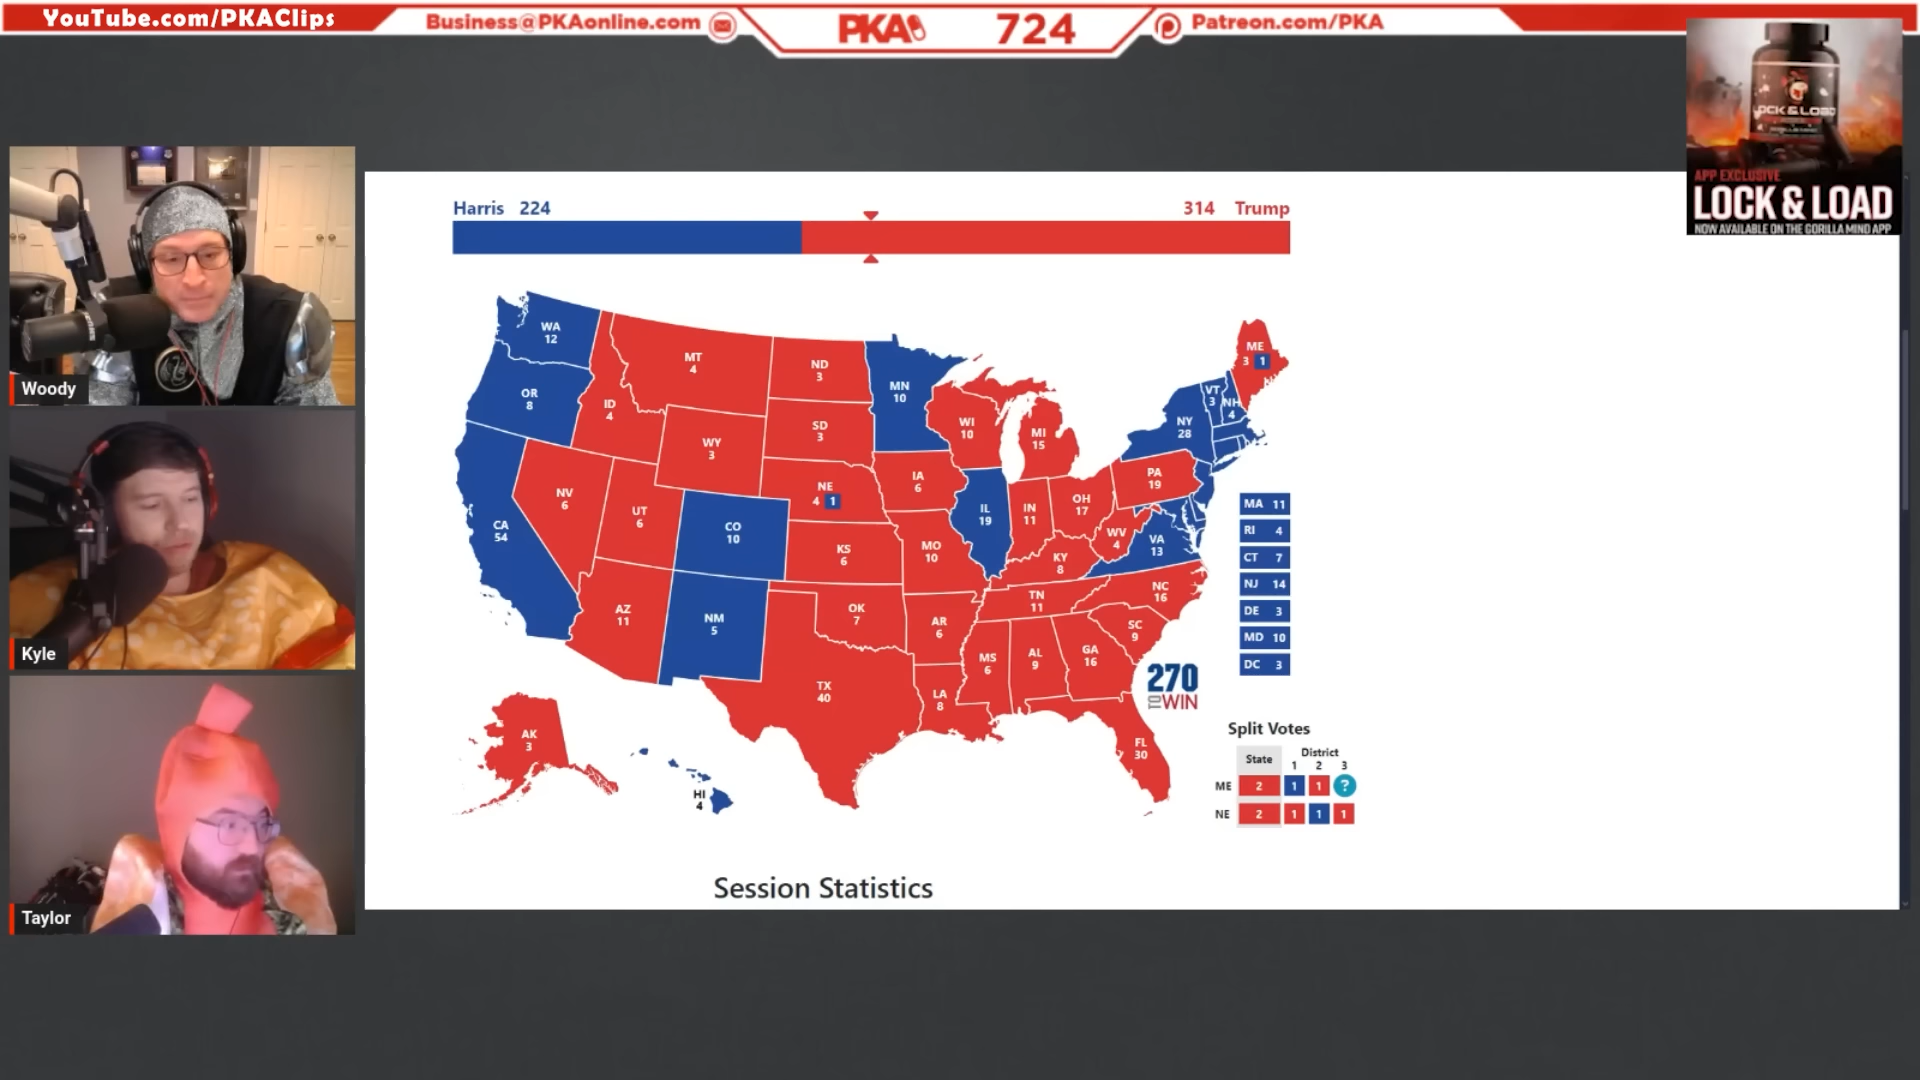 YouTube.com/PKAClips
Business@PKAonline.com
PKA
724
Patreon.com/PKA
LOCK & LOAD
APP EXCLUSIVE
LOCK & LOAD
NOW AVAILABLE ON THE GORILLA MIND APP
Woody
Kyle
Taylor
Harris 224
314 Trump
WA
12
OR
8
CA
54
ID
4
NV
6
MT
4
WY
3
UT
6
AZ
11
CO
10
NM
5
ND
3
SD
3
NE
4 1
KS
6
OK
7
TX
40
MN
10
IA
6
MO
10
AR
6
LA
8
WI
10
IL
19
MI
15
IN
11
OH
17
KY
8
TN
11
MS
6
AL
9
GA
16
FL
30
SC
9
NC
16
VA
13
WV
4
PA
19
NY
28
VT
3
NH
4
ME
3 1
AK
3
HI
4
MA 11
RI 4
CT 7
NJ 14
DE 3
MD 10
DC 3
270
TO WIN
Split Votes
State District
1 2 3
ME 2 1 1 ?
NE 2 1 1 1
Session Statistics